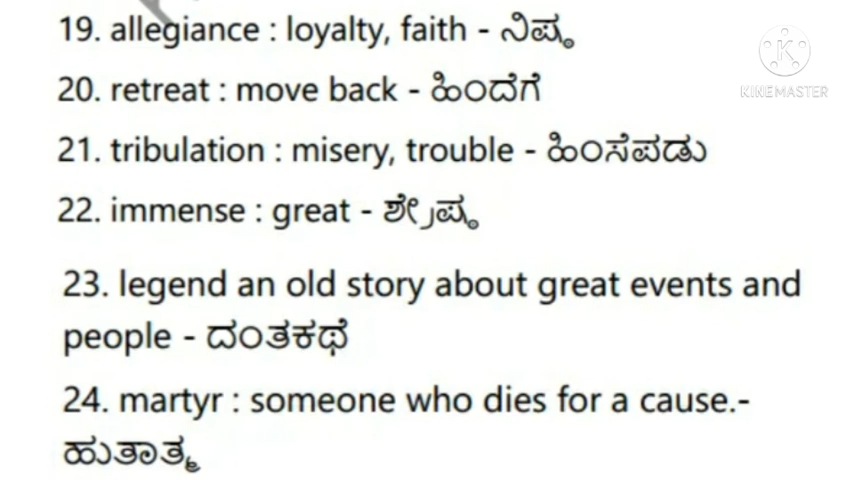 19. allegiance : loyalty, faith - ನಿಷ್ಠ
KINEMASTER
20. retreat : move back - ಹಿಂದೆಗೆ
21. tribulation : misery, trouble - ಹಿಂಸೆಪಡು
22. immense : great - ಶ್ರೇಷ್ಠ
23. legend an old story about great events and
people - ದಂತಕಥೆ
24. martyr : someone who dies for a cause.-
ಹುತಾತ್ಮ